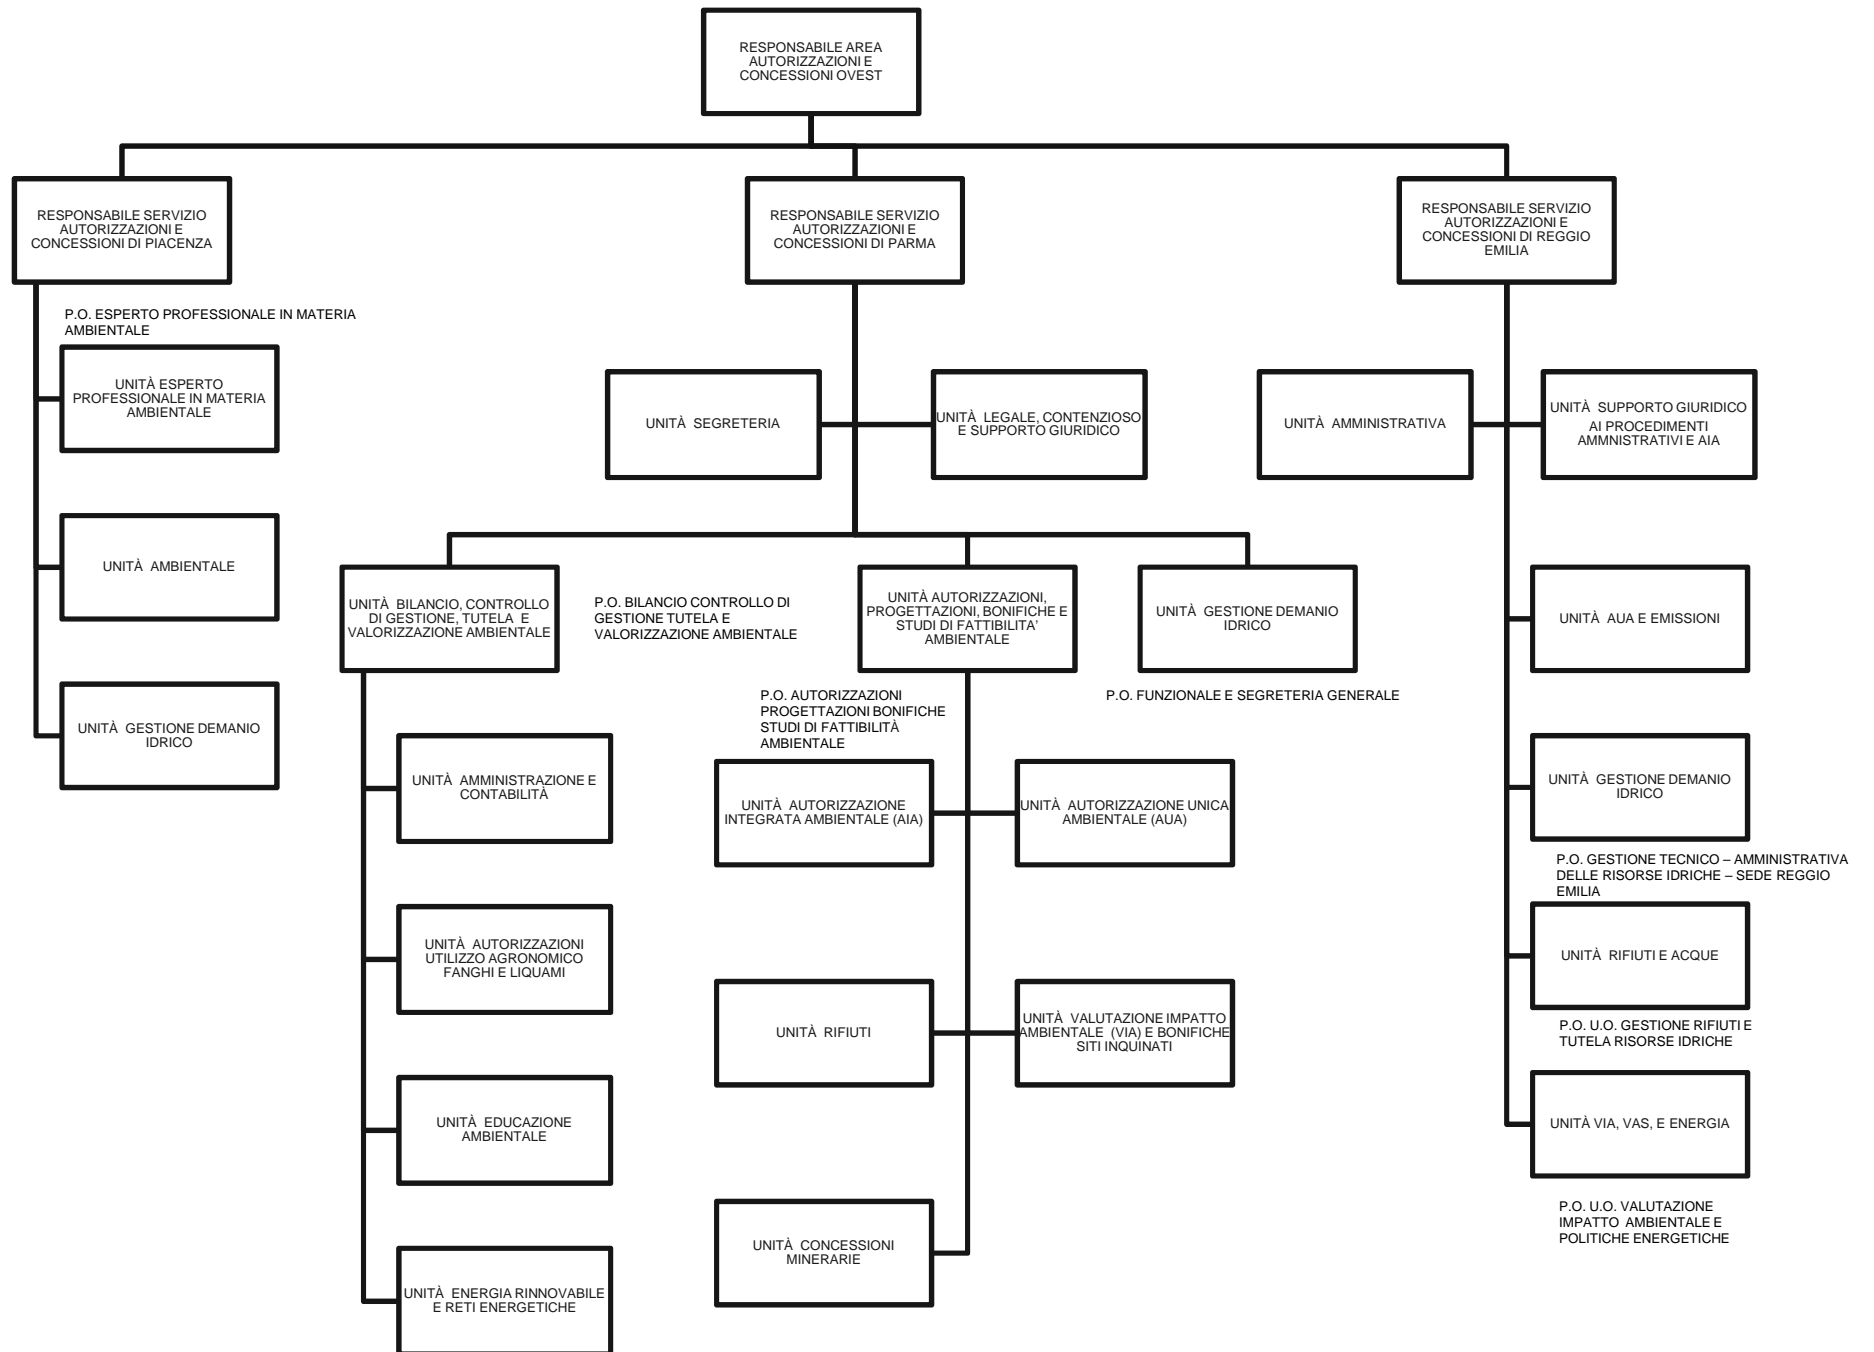 RESPONSABILE AREA
AUTORIZZAZIONI E
CONCESSIONI OVEST
RESPONSABILE SERVIZIO
AUTORIZZAZIONI E
CONCESSIONI DI PIACENZA
RESPONSABILE SERVIZIO
AUTORIZZAZIONI E
CONCESSIONI DI PARMA
RESPONSABILE SERVIZIO
AUTORIZZAZIONI E
CONCESSIONI DI REGGIO
EMILIA
P.O. ESPERTO PROFESSIONALE IN MATERIA
AMBIENTALE
UNITÀ ESPERTO
PROFESSIONALE IN MATERIA
AMBIENTALE
UNITÀ AMBIENTALE
UNITÀ GESTIONE DEMANIO
IDRICO
UNITÀ SEGRETERIA
UNITÀ LEGALE, CONTENZIOSO
E SUPPORTO GIURIDICO
UNITÀ BILANCIO, CONTROLLO
DI GESTIONE, TUTELA E
VALORIZZAZIONE AMBIENTALE
P.O. BILANCIO CONTROLLO DI
GESTIONE TUTELA E
VALORIZZAZIONE AMBIENTALE
UNITÀ AUTORIZZAZIONI,
PROGETTAZIONI, BONIFICHE E
STUDI DI FATTIBILITA'
AMBIENTALE
UNITÀ GESTIONE DEMANIO
IDRICO
P.O. AUTORIZZAZIONI
PROGETTAZIONI BONIFICHE
STUDI DI FATTIBILITÀ
AMBIENTALE
P.O. FUNZIONALE E SEGRETERIA GENERALE
UNITÀ AMMINISTRAZIONE E
CONTABILITÀ
UNITÀ AUTORIZZAZIONI
UTILIZZO AGRONOMICO
FANGHI E LIQUAMI
UNITÀ EDUCAZIONE
AMBIENTALE
UNITÀ ENERGIA RINNOVABILE
E RETI ENERGETICHE
UNITÀ AUTORIZZAZIONE
INTEGRATA AMBIENTALE (AIA)
UNITÀ AUTORIZZAZIONE UNICA
AMBIENTALE (AUA)
UNITÀ RIFIUTI
UNITÀ VALUTAZIONE IMPATTO
AMBIENTALE (VIA) E BONIFICHE
SITI INQUINATI
UNITÀ CONCESSIONI
MINERARIE
UNITÀ AMMINISTRATIVA
UNITÀ SUPPORTO GIURIDICO
AI PROCEDIMENTI
AMMNISTRATIVI E AIA
UNITÀ AUA E EMISSIONI
UNITÀ GESTIONE DEMANIO
IDRICO
P.O. GESTIONE TECNICO – AMMINISTRATIVA
DELLE RISORSE IDRICHE – SEDE REGGIO
EMILIA
UNITÀ RIFIUTI E ACQUE
P.O. U.O. GESTIONE RIFIUTI E
TUTELA RISORSE IDRICHE
UNITÀ VIA, VAS, E ENERGIA
P.O. U.O. VALUTAZIONE
IMPATTO AMBIENTALE E
POLITICHE ENERGETICHE